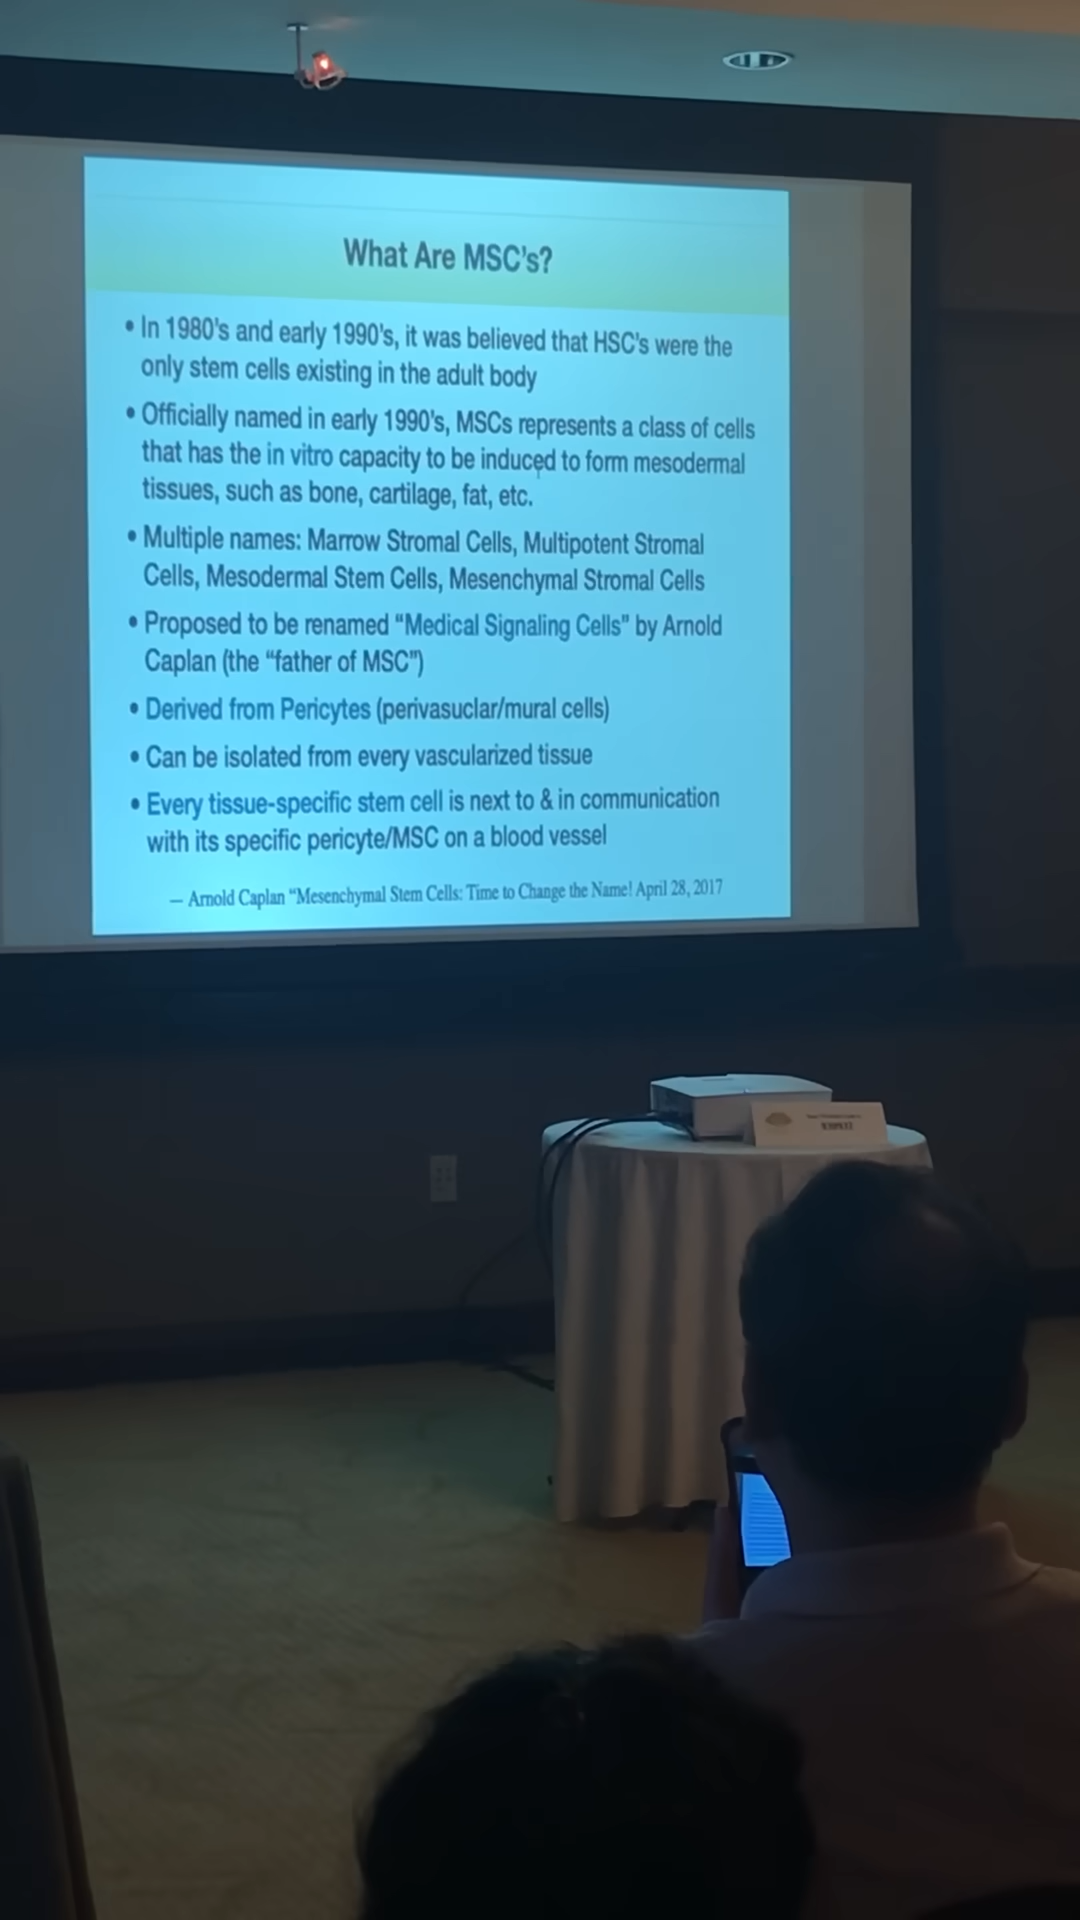 What Are MSC's?
• In 1980's and early 1990's, it was believed that HSC's were the
only stem cells existing in the adult body
• Officially named in early 1990's, MSCs represents a class of cells
that has the in vitro capacity to be induced to form mesodermal
tissues, such as bone, cartilage, fat, etc.
• Multiple names: Marrow Stromal Cells, Multipotent Stromal
Cells, Mesodermal Stem Cells, Mesenchymal Stromal Cells
• Proposed to be renamed “Medical Signaling Cells” by Arnold
Caplan (the “father of MSC”)
• Derived from Pericytes (perivasuclar/mural cells)
• Can be isolated from every vascularized tissue
• Every tissue-specific stem cell is next to & in communication
with its specific pericyte/MSC on a blood vessel
— Arnold Caplan “Mesenchymal Stem Cells: Time to Change the Name! April 28, 2017